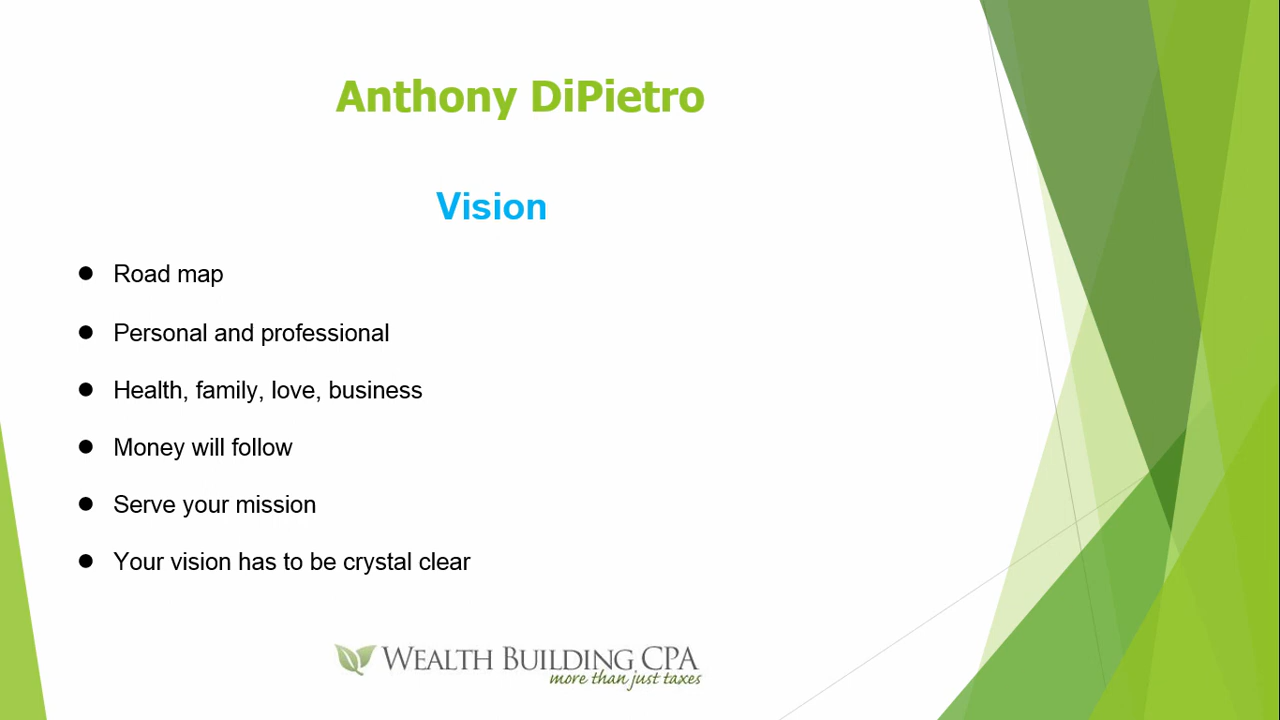 Anthony DiPietro
Vision
● Road map
● Personal and professional
● Health, family, love, business
● Money will follow
● Serve your mission
● Your vision has to be crystal clear
WEALTH BUILDING CPA
more than just taxes